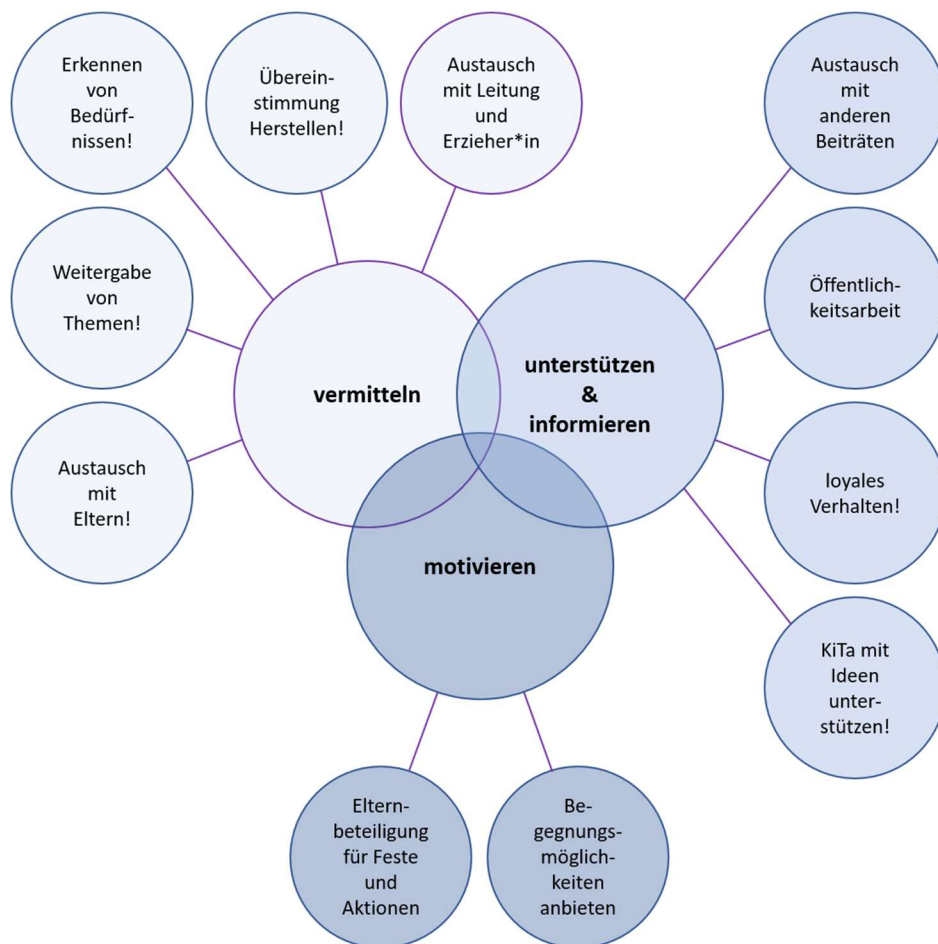 Erkennen
von
Bedürf-
nissen!
Überein-
stimmung
Herstellen!
Austausch
mit Leitung
und
Erzieher*in
Austausch
mit
anderen
Beiträten
Weitergabe
von
Themen!
Öffentlich-
keitsarbeit
vermitteln
unterstützen
&
informieren
Austausch
mit
Eltern!
loyales
Verhalten!
motivieren
KiTa mit
Ideen
unter-
stützen!
Eltern-
beteiligung
für Feste
und
Aktionen
Be-
gegnungs-
möglich-
keiten
anbieten